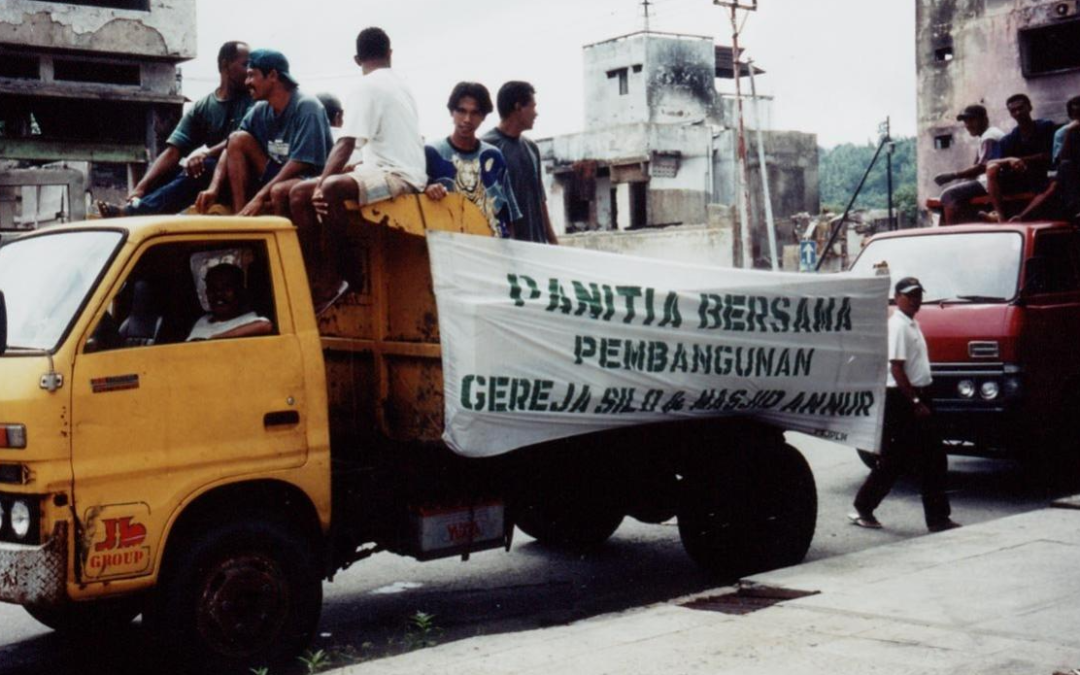 PANITIA BERSAMA
PEMBANGUNAN
GEREJA SILO & MASJID ANNUR
JB
GROUP